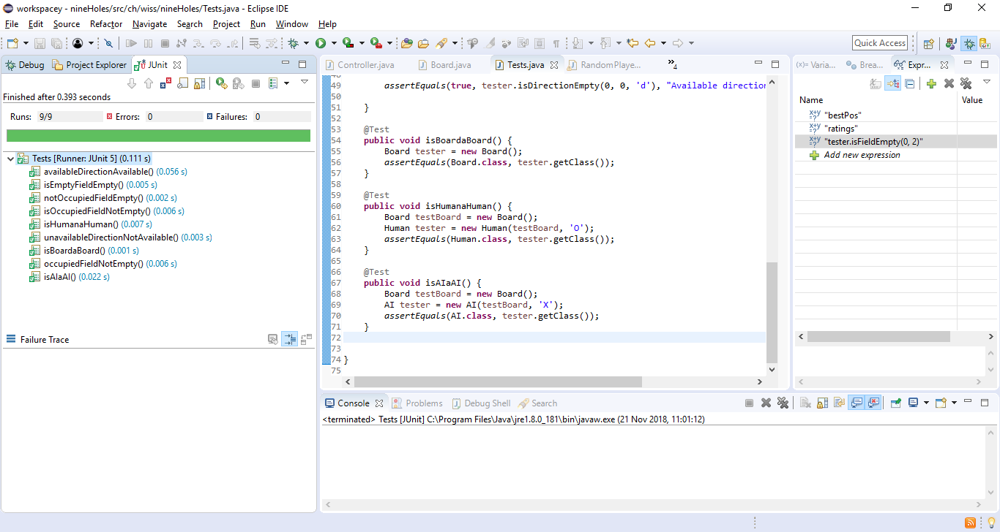 workspacey - nineHoles/src/ch/wiss/nineHoles/Tests.java - Eclipse IDE
File Edit Source Refactor Navigate Search Project Run Window Help
Quick Access
Debug Project Explorer JUnit
Finished after 0.393 seconds
Runs: 9/9 Errors: 0 Failures: 0
Tests [Runner: JUnit 5] (0.111 s)
availableDirectionAvailable() (0.056 s)
isEmptyFieldEmpty() (0.005 s)
notOccupiedFieldEmpty() (0.002 s)
isOccupiedFieldNotEmpty() (0.006 s)
isHumanaHuman() (0.007 s)
unavailableDirectionNotAvailable() (0.003 s)
isBoardaBoard() (0.001 s)
occupiedFieldNotEmpty() (0.006 s)
isAIaAI() (0.022 s)
Failure Trace
Controller.java Board.java Tests.java RandomPlaye... »4
49 assertEquals(true, tester.isDirectionEmpty(0, 0, 'd'), "Available direction
50
51 }
52
53 @Test
54 public void isBoardaBoard() {
55 Board tester = new Board();
56 assertEquals(Board.class, tester.getClass());
57 }
58
59 @Test
60 public void isHumanaHuman() {
61 Board testBoard = new Board();
62 Human tester = new Human(testBoard, 'O');
63 assertEquals(Human.class, tester.getClass());
64 }
65
66 @Test
67 public void isAIaAI() {
68 Board testBoard = new Board();
69 AI tester = new AI(testBoard, 'X');
70 assertEquals(AI.class, tester.getClass());
71 }
72
73
74 }
75
(x)= Varia... Brea... Expr...
Name Value
"bestPos"
"ratings"
"tester.isFieldEmpty(0, 2)"
Add new expression
Console Problems Debug Shell Search
<terminated> Tests [JUnit] C:\Program Files\Java\jre1.8.0_181\bin\javaw.exe (21 Nov 2018, 11:01:12)